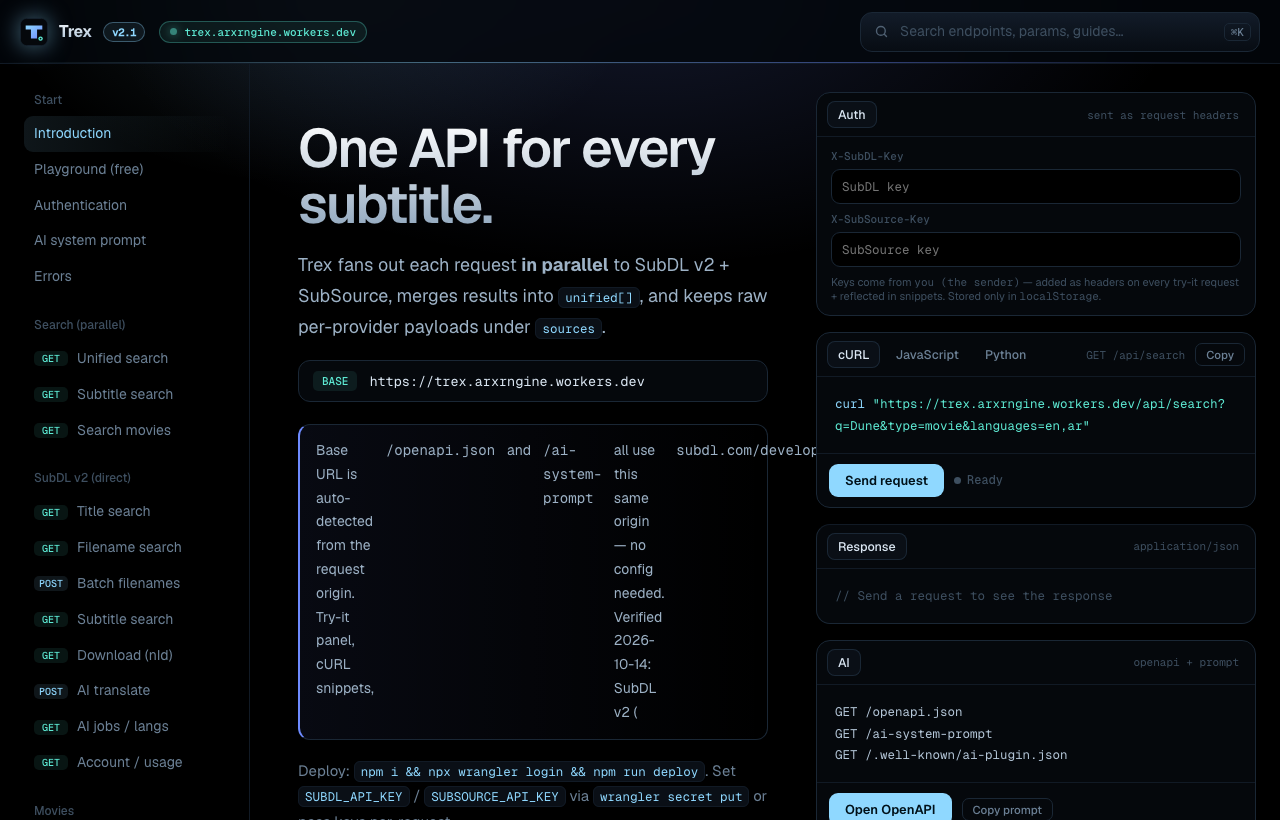 Trex
v2.1
trex.arxrngine.workers.dev
Search endpoints, params, guides…
⌘K
Start
Introduction
Playground (free)
Authentication
AI system prompt
Errors
Search (parallel)
GET Unified search
GET Subtitle search
GET Search movies
SubDL v2 (direct)
GET Title search
GET Filename search
POST Batch filenames
GET Subtitle search
GET Download (nId)
POST AI translate
GET AI jobs / langs
GET Account / usage
Movies
One API for every
subtitle.
Trex fans out each request in parallel to SubDL v2 +
SubSource, merges results into unified[], and keeps raw
per-provider payloads under sources.
BASE https://trex.arxrngine.workers.dev
Base
URL is
auto-
detected
from the
request
origin.
Try-it
panel,
cURL
snippets,
/openapi.json
and
/ai-
system-
prompt
all use
this
same
origin
— no
config
needed.
Verified
2026-
10-14:
SubDL
v2 (
subdl.com/develop
Deploy: npm i && npx wrangler login && npm run deploy. Set
SUBDL_API_KEY / SUBSOURCE_API_KEY via wrangler secret put or
Auth
sent as request headers
X-SubDL-Key
SubDL key
X-SubSource-Key
SubSource key
Keys come from you (the sender) — added as headers on every try-it request
+ reflected in snippets. Stored only in localStorage.
cURL JavaScript Python GET /api/search Copy
curl "https://trex.arxrngine.workers.dev/api/search?
q=Dune&type=movie&languages=en,ar"
Send request Ready
Response application/json
// Send a request to see the response
AI openapi + prompt
GET /openapi.json
GET /ai-system-prompt
GET /.well-known/ai-plugin.json
Open OpenAPI Copy prompt